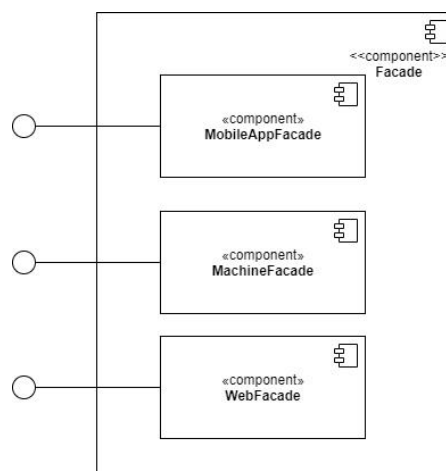 <<component>>
Facade
«component»
MobileAppFacade
«component»
MachineFacade
«component»
WebFacade